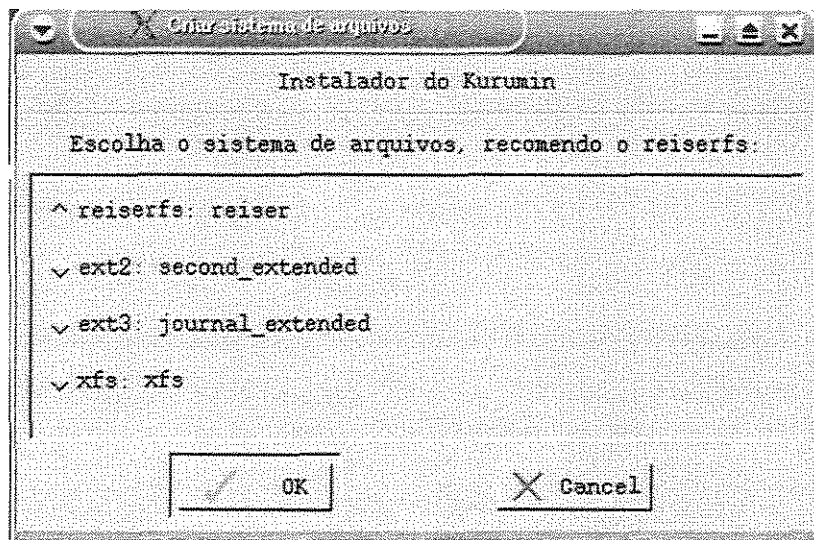 Criar sistema de arquivos
Instalador do Kurumin
Escolha o sistema de arquivos, recomendo o reiserfs:
reiserfs: reiser
ext2: second_extended
ext3: journal_extended
xfs: xfs
OK Cancel